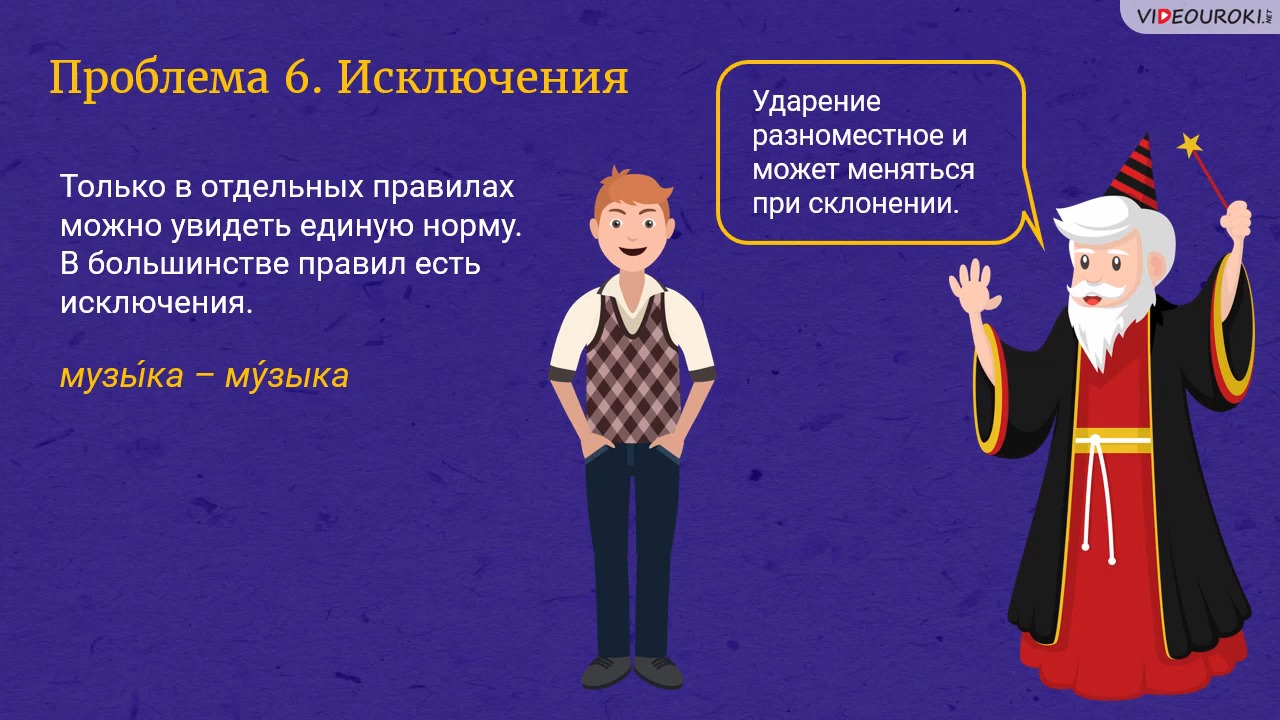 VIDEOUROKI.NET
Проблема 6. Исключения
Только в отдельных правилах
можно увидеть единую норму.
В большинстве правил есть
исключения.
музы́ка – му́зыка
Ударение
разноместное и
может меняться
при склонении.